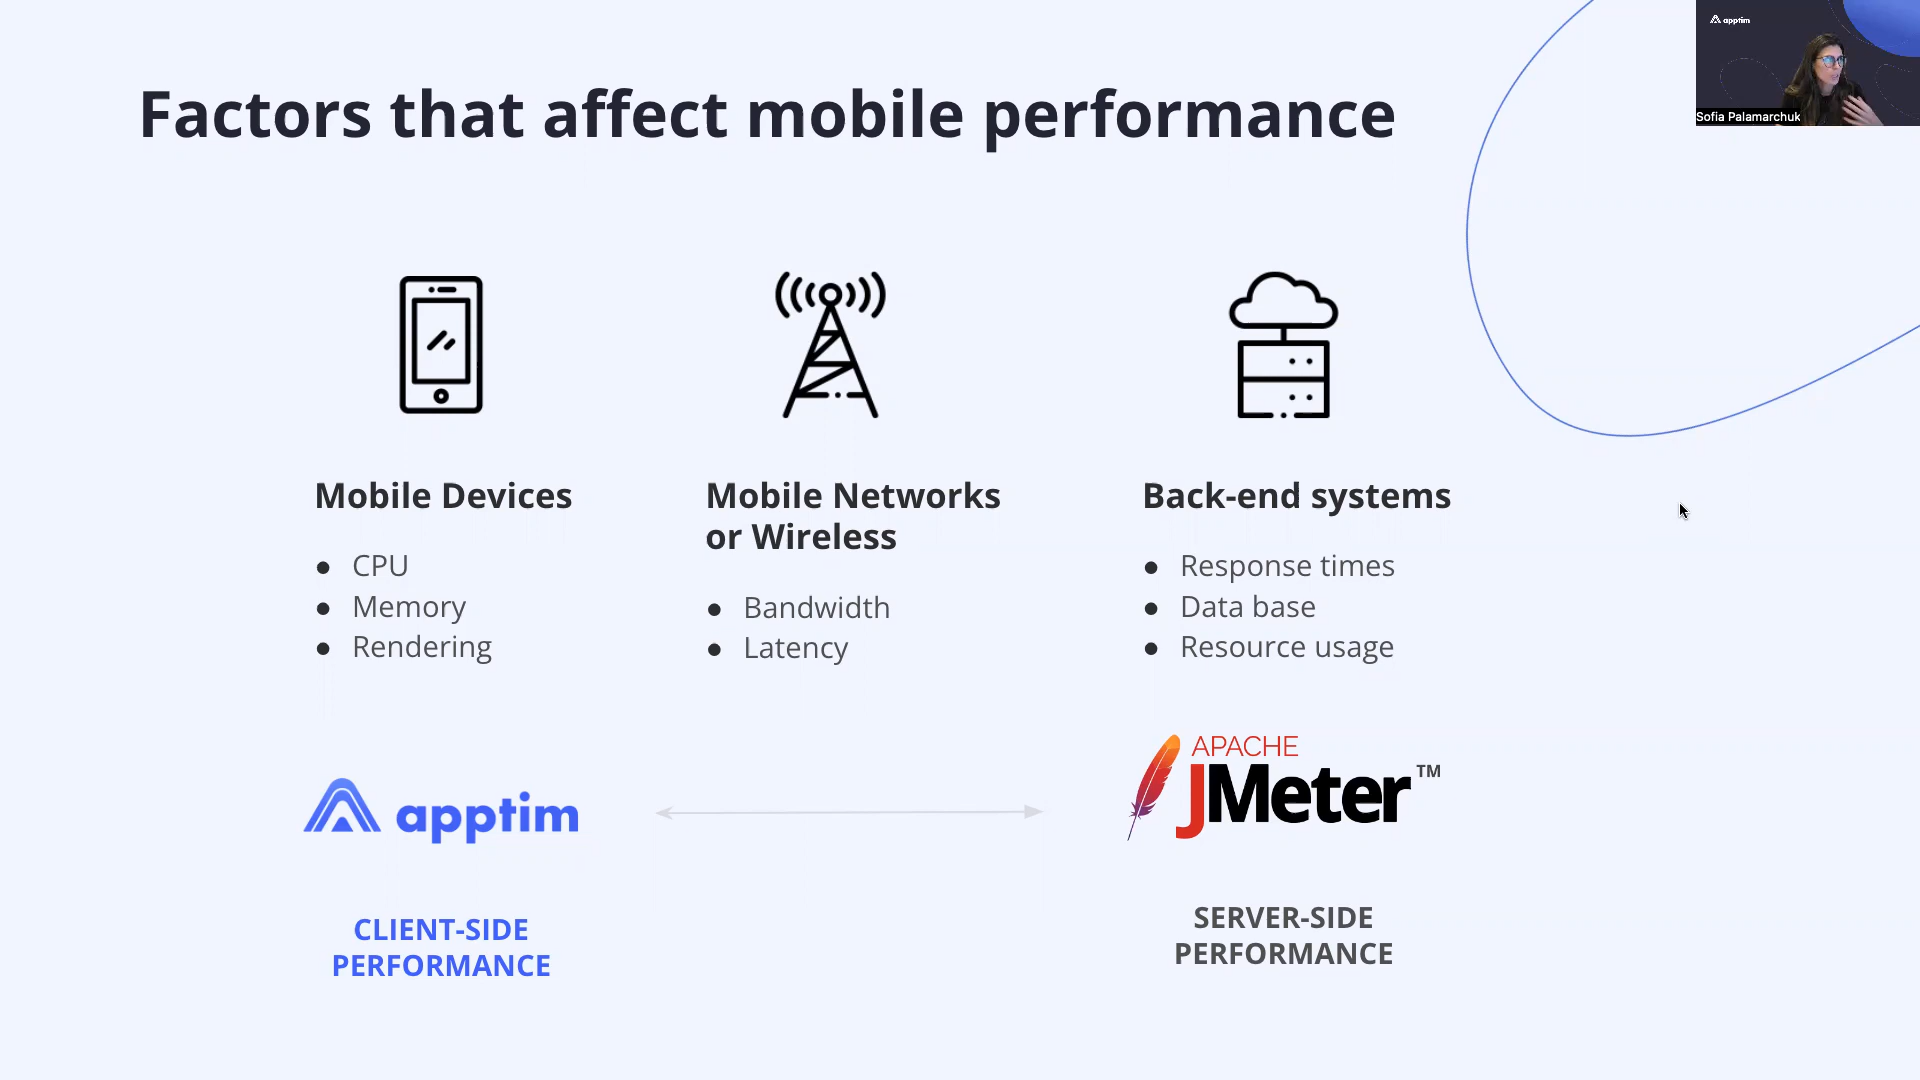 apptim
Sofia Palamarchuk
Factors that affect mobile performance
Mobile Devices
● CPU
● Memory
● Rendering
Mobile Networks
or Wireless
● Bandwidth
● Latency
Back-end systems
● Response times
● Data base
● Resource usage
apptim
APACHE
JMeter™
CLIENT-SIDE
PERFORMANCE
SERVER-SIDE
PERFORMANCE